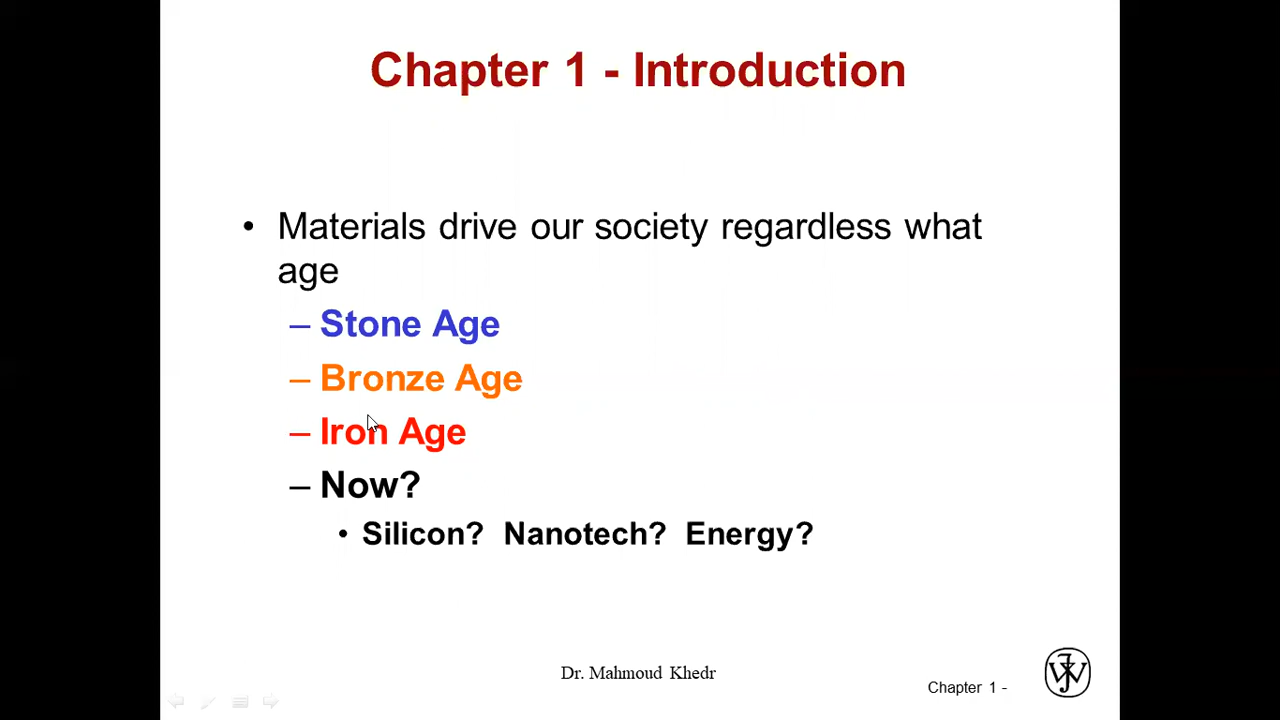 Chapter 1 - Introduction
• Materials drive our society regardless what
age
– Stone Age
– Bronze Age
– Iron Age
– Now?
• Silicon? Nanotech? Energy?
Dr. Mahmoud Khedr
Chapter 1 -